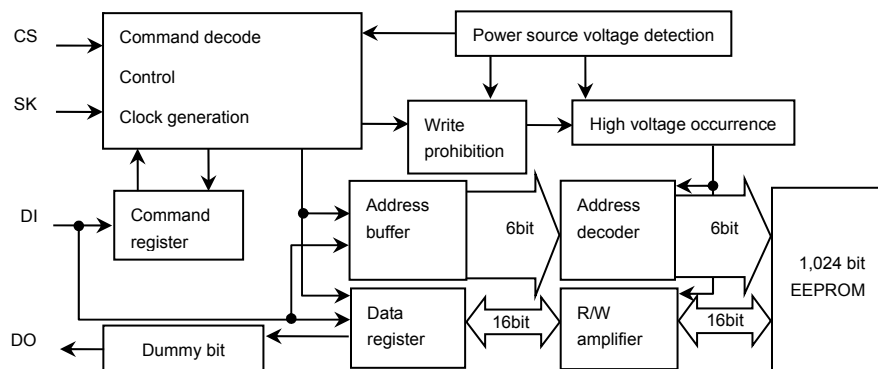 CS
Command decode
Power source voltage detection
Control
SK
Clock generation
Write
prohibition
High voltage occurrence
DI
Command
register
Address
buffer
6bit
Address
decoder
6bit
1,024 bit
EEPROM
Data
register
16bit
R/W
amplifier
16bit
DO
Dummy bit